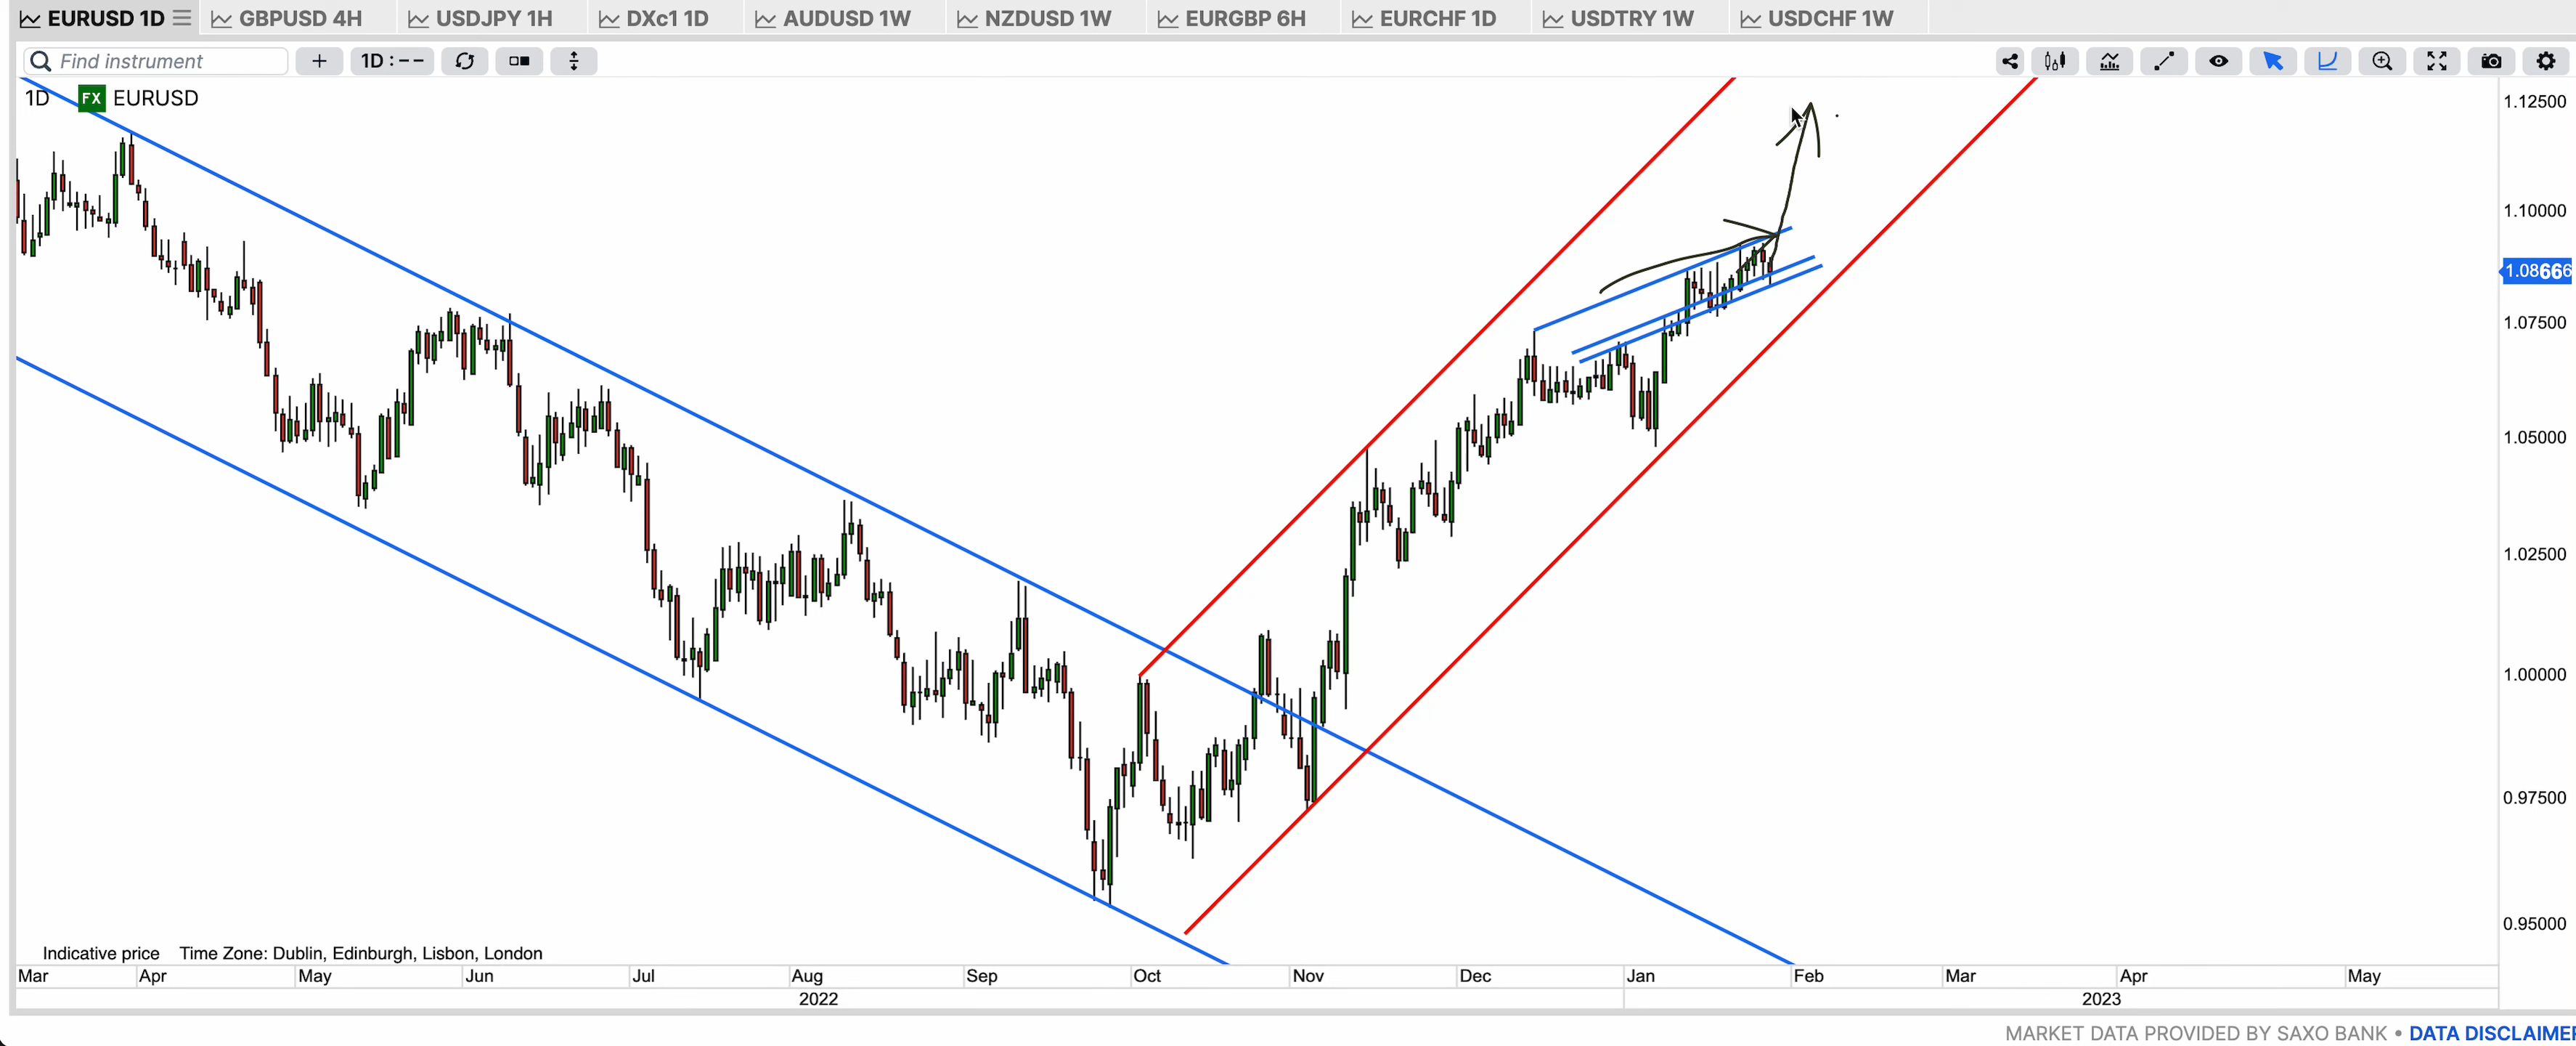 EURUSD 1D GBPUSD 4H USDJPY 1H DXc1 1D AUDUSD 1W NZDUSD 1W EURGBP 6H EURCHF 1D USDTRY 1W USDCHF 1W
Find instrument 1D : – –
1D FX EURUSD
1.12500
1.10000
1.08666
1.07500
1.05000
1.02500
1.00000
0.97500
0.95000
Indicative price Time Zone: Dublin, Edinburgh, Lisbon, London
Mar Apr May Jun Jul Aug Sep Oct Nov Dec Jan Feb Mar Apr May
2022 2023
MARKET DATA PROVIDED BY SAXO BANK • DATA DISCLAIMER